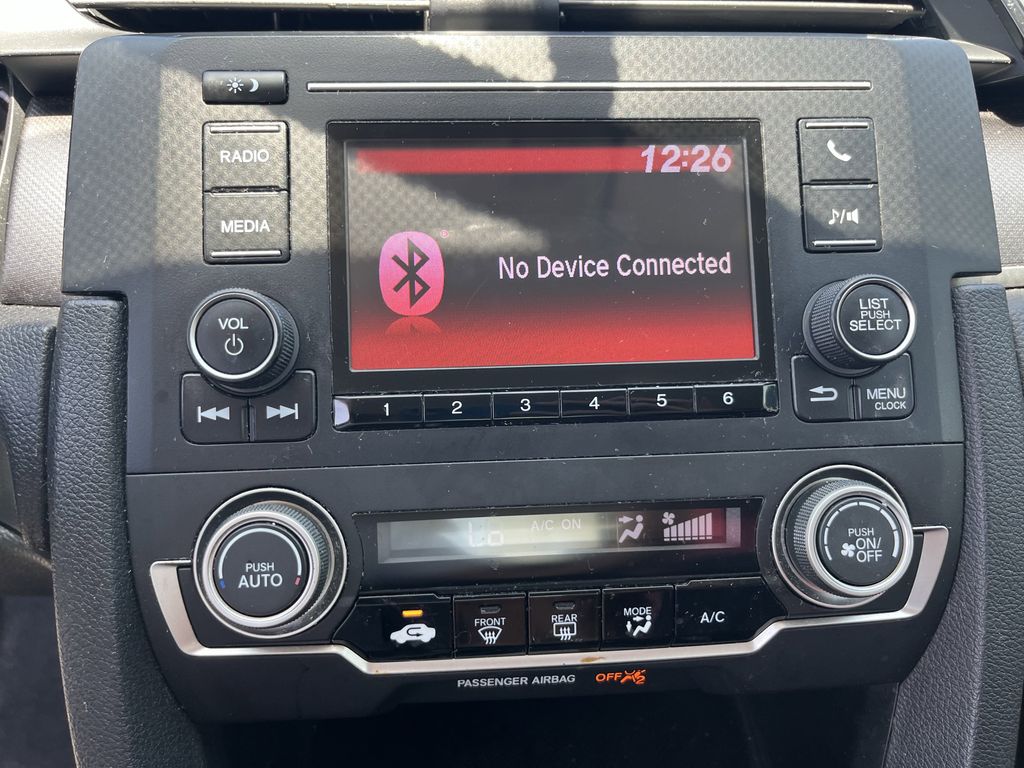 RADIO
MEDIA
12:26
®
No Device Connected
VOL
LIST
PUSH
SELECT
1 2 3 4 5 6
MENU
CLOCK
A/C ON
PUSH
AUTO
PUSH
ON/
OFF
FRONT
REAR
MODE
A/C
PASSENGER AIRBAG
OFF
2